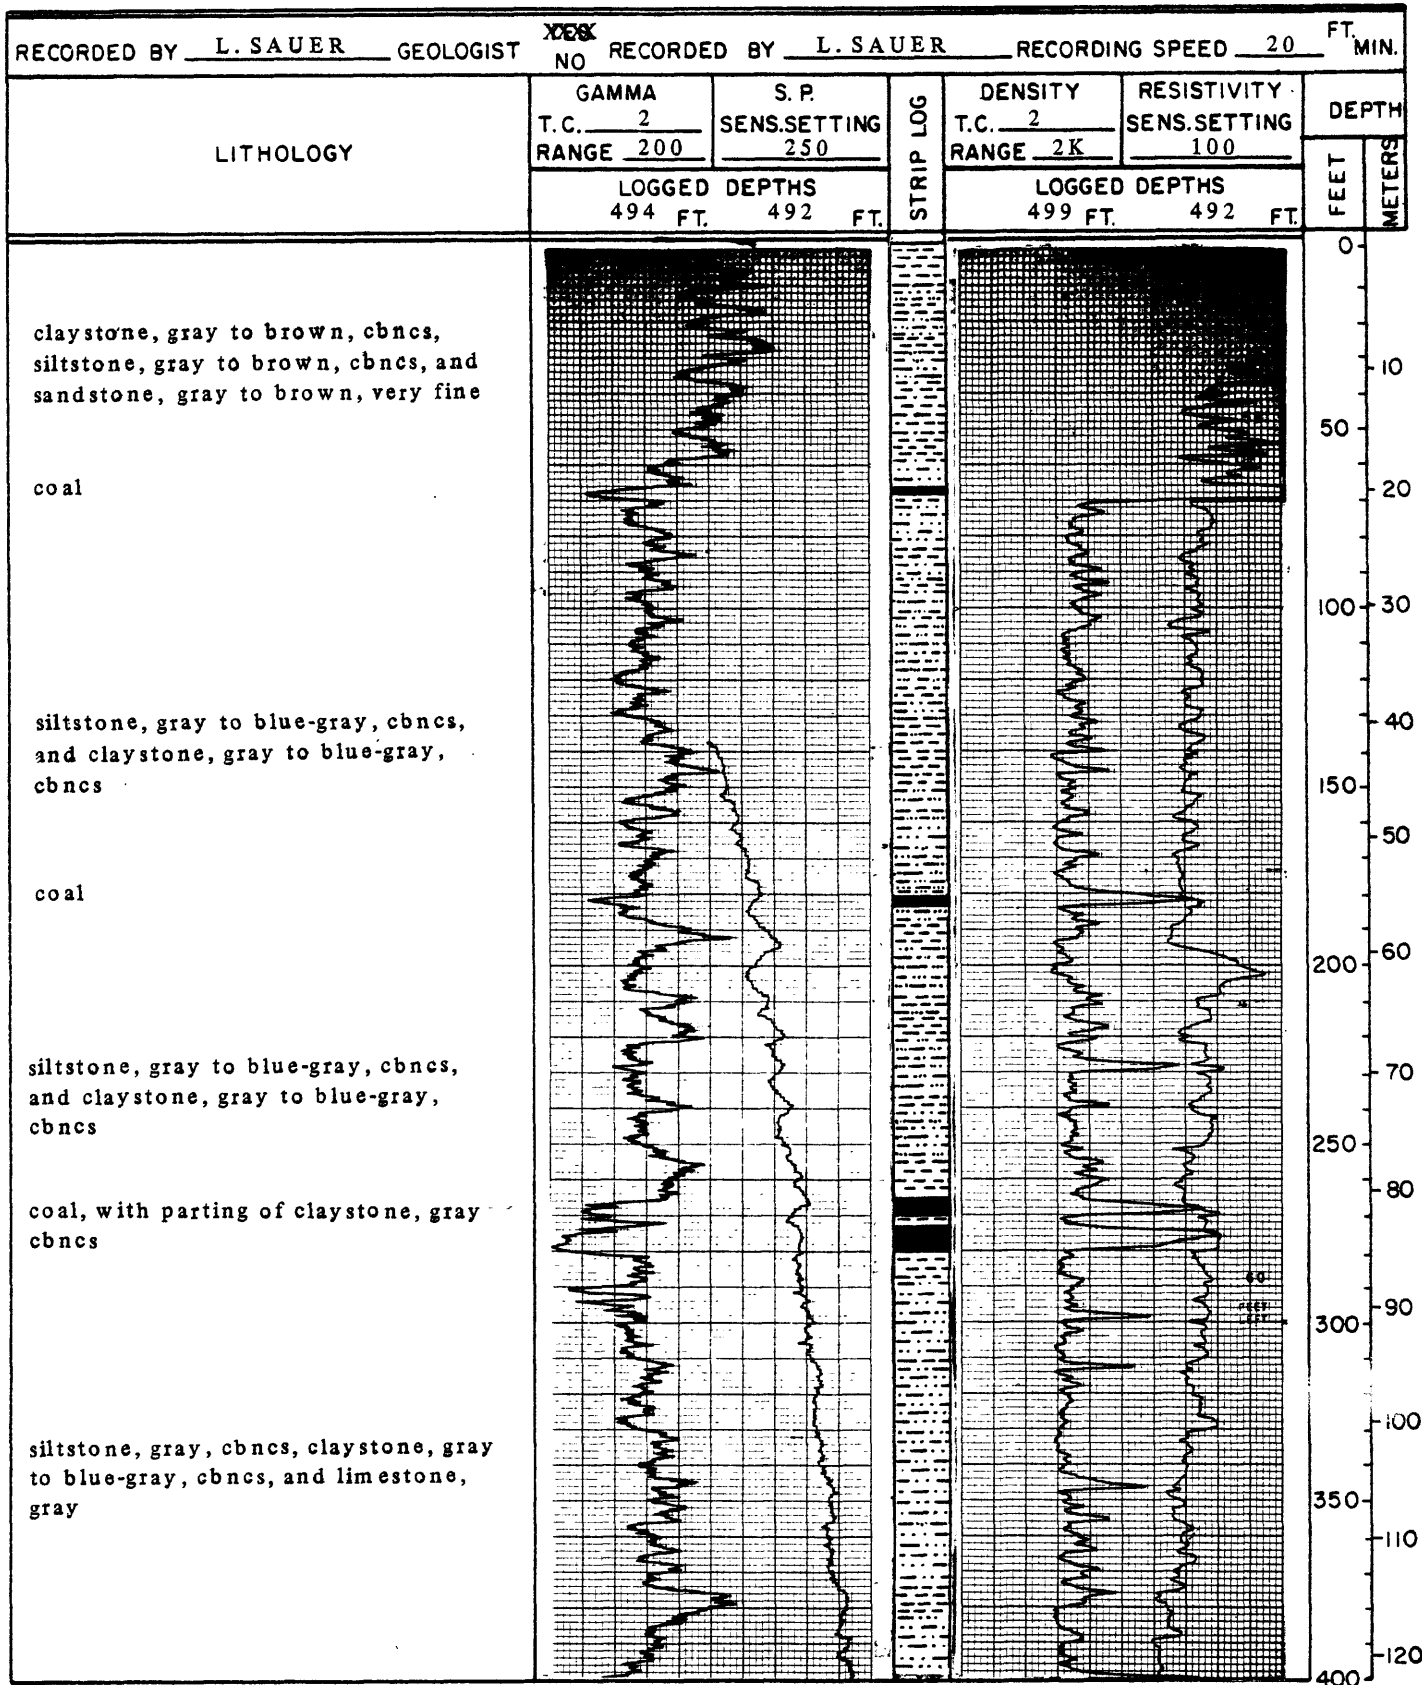 RECORDED BY L. SAUER GEOLOGIST NO RECORDED BY L. SAUER RECORDING SPEED 20 FT. MIN.
LITHOLOGY
GAMMA
T.C. 2
RANGE 200
S. P.
SENS. SETTING
250
LOGGED DEPTHS
494 FT. 492 FT.
STRIP LOG
DENSITY
T.C. 2
RANGE 2K
RESISTIVITY
SENS. SETTING
100
LOGGED DEPTHS
499 FT. 492 FT.
DEPTH
FEET
METERS
claystone, gray to brown, cbncs,
siltstone, gray to brown, cbncs, and
sandstone, gray to brown, very fine
coal
siltstone, gray to blue-gray, cbncs,
and claystone, gray to blue-gray,
cbncs
coal
siltstone, gray to blue-gray, cbncs,
and claystone, gray to blue-gray,
cbncs
coal, with parting of claystone, gray
cbncs
siltstone, gray, cbncs, claystone, gray
to blue-gray, cbncs, and limestone,
gray
0
10
50
20
100 30
40
150
50
200 60
70
250
80
60
90
300
100
350
110
120
400